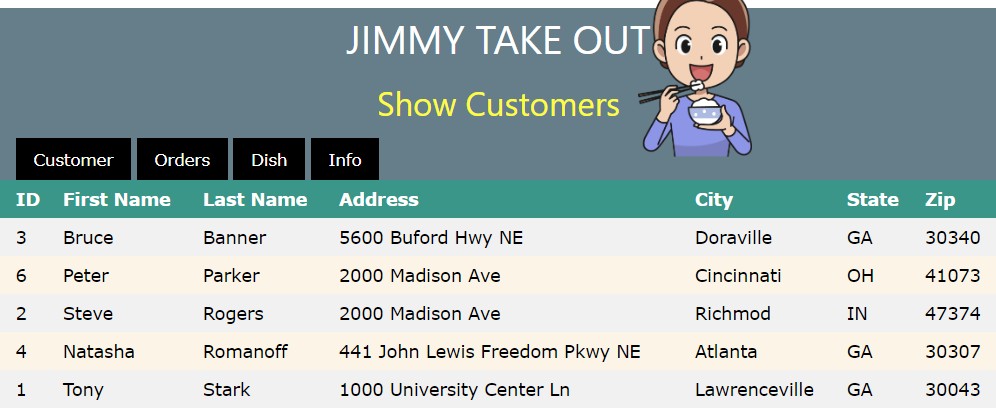 JIMMY TAKE OUT
Show Customers
Customer Orders Dish Info
ID First Name Last Name Address City State Zip
3 Bruce Banner 5600 Buford Hwy NE Doraville GA 30340
6 Peter Parker 2000 Madison Ave Cincinnati OH 41073
2 Steve Rogers 2000 Madison Ave Richmod IN 47374
4 Natasha Romanoff 441 John Lewis Freedom Pkwy NE Atlanta GA 30307
1 Tony Stark 1000 University Center Ln Lawrenceville GA 30043